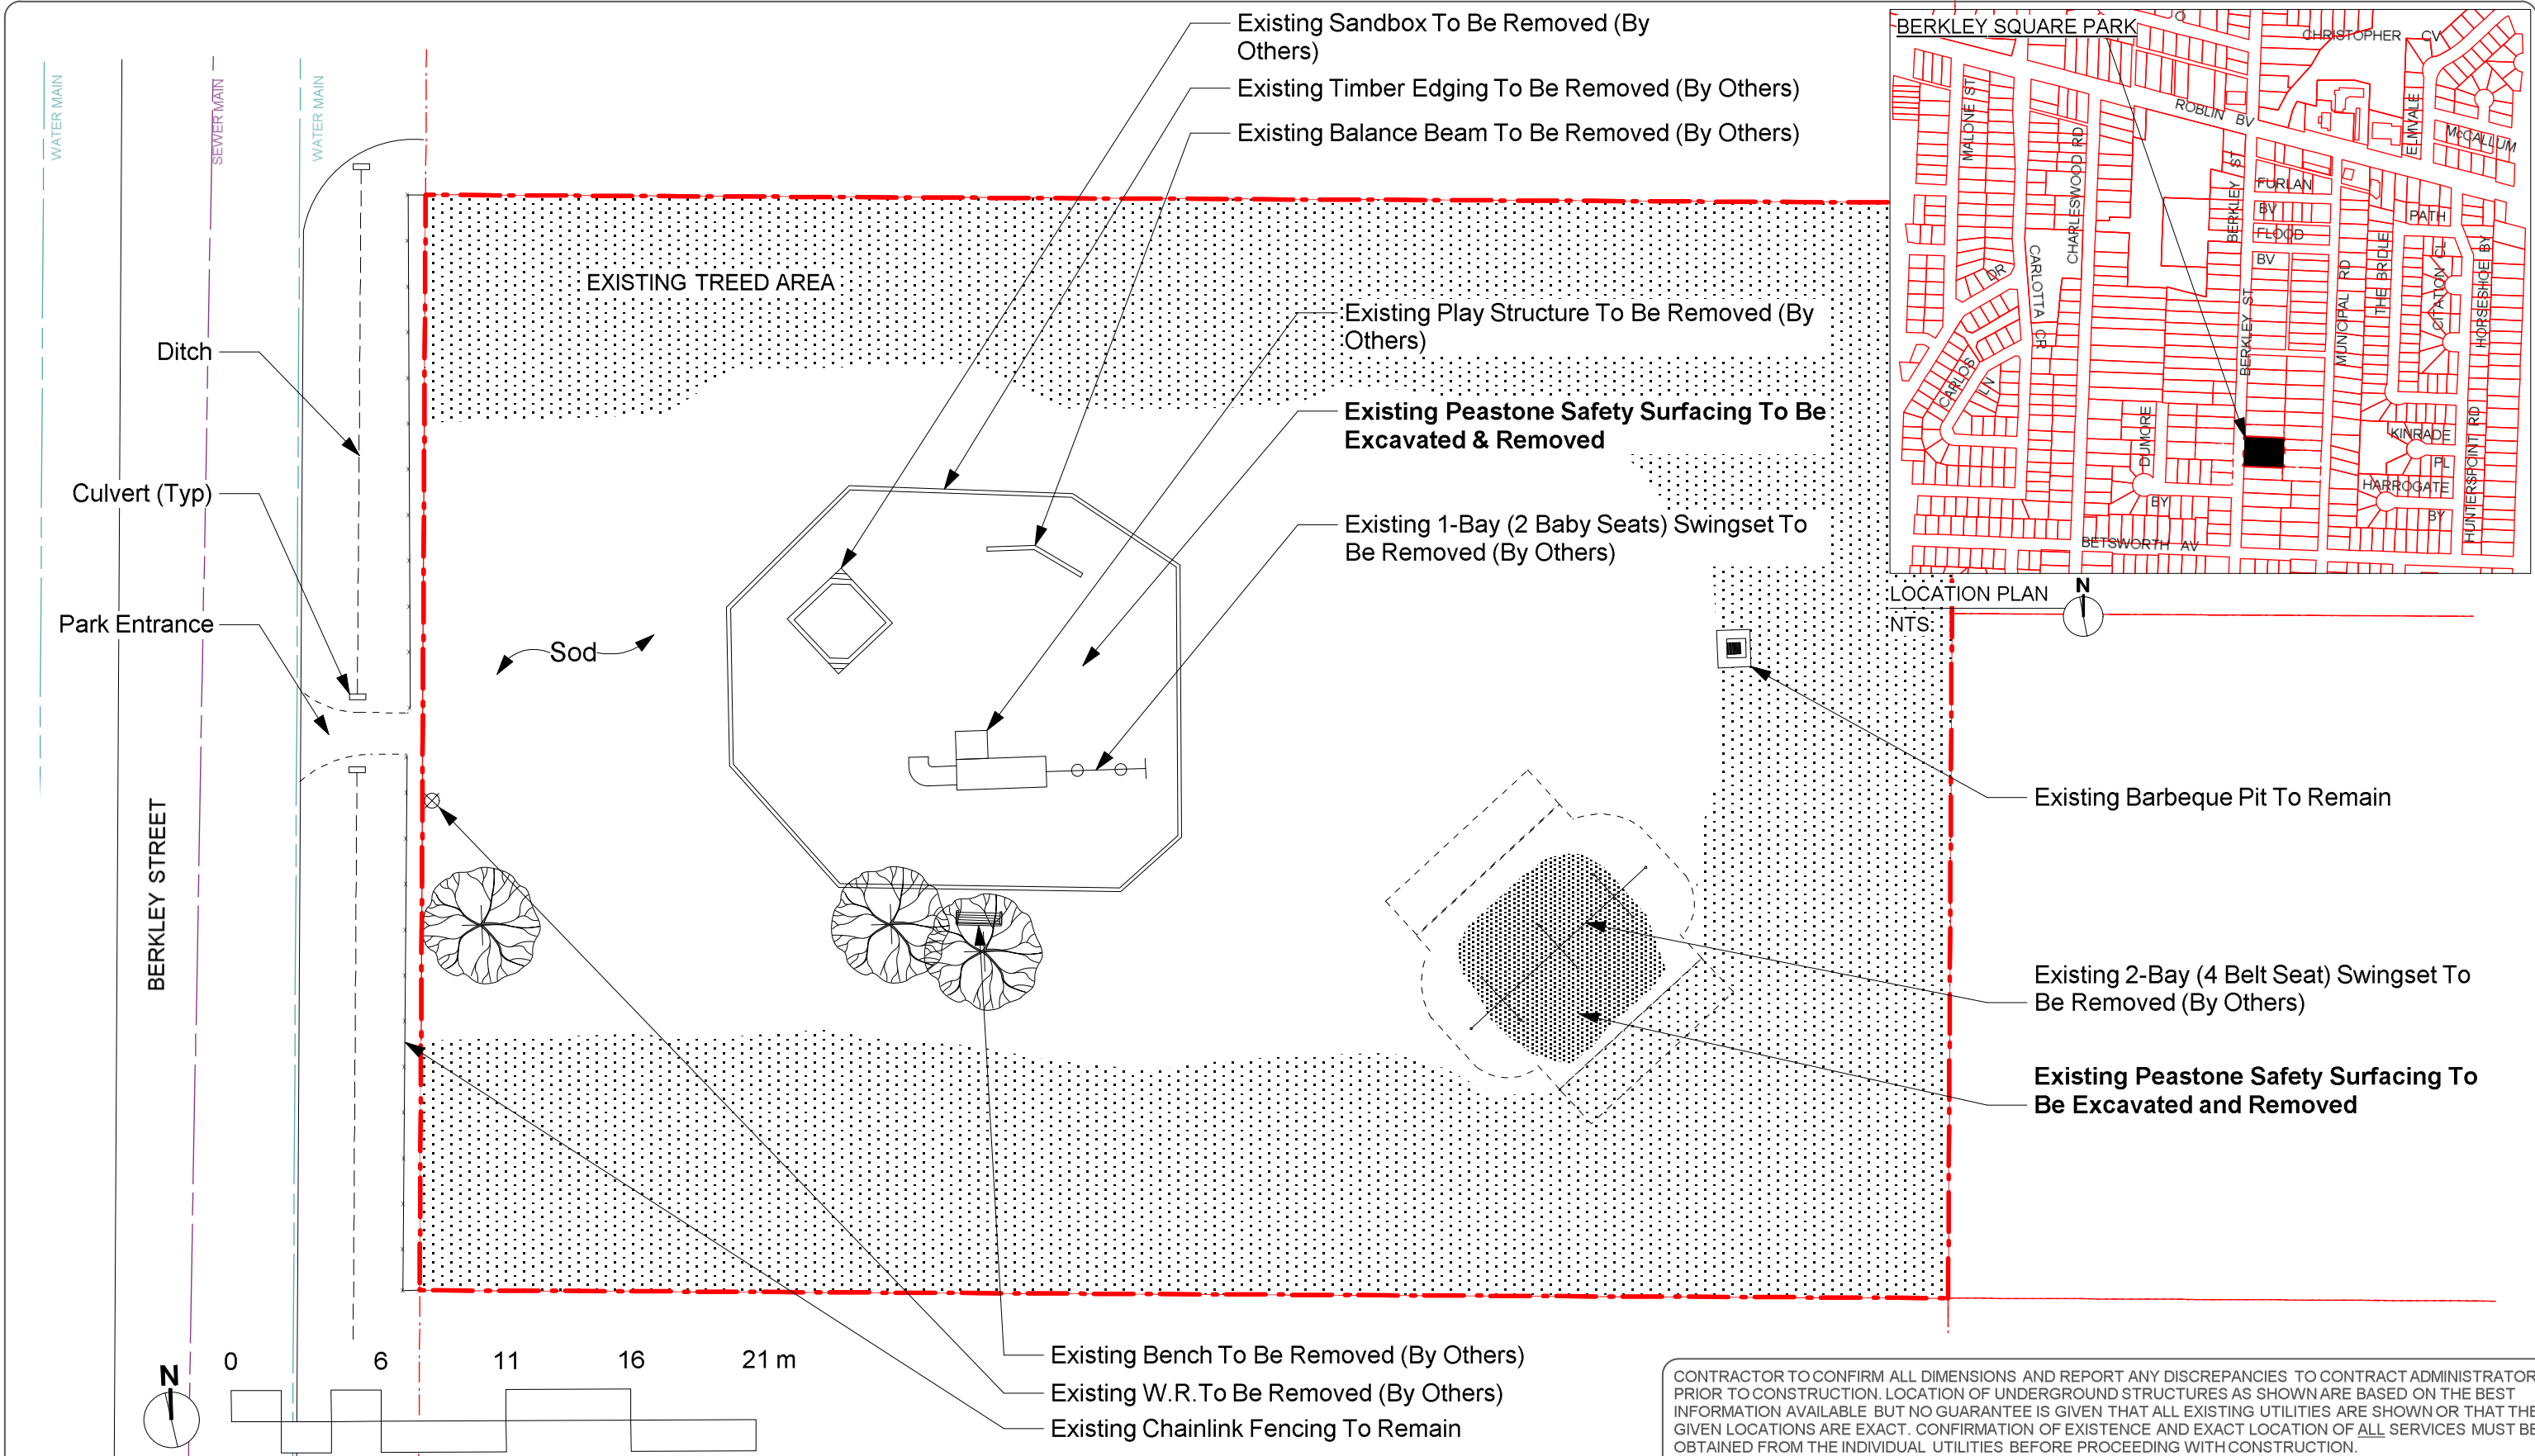 Existing Sandbox To Be Removed (By
Others)
Existing Timber Edging To Be Removed (By Others)
Existing Balance Beam To Be Removed (By Others)
WATER MAIN
SEWER MAIN
WATER MAIN
EXISTING TREED AREA
Existing Play Structure To Be Removed (By
Others)
Ditch
Existing Peastone Safety Surfacing To Be
Excavated & Removed
Culvert (Typ)
Existing 1-Bay (2 Baby Seats) Swingset To
Be Removed (By Others)
Park Entrance
Sod
BERKLEY STREET
Existing Barbeque Pit To Remain
Existing 2-Bay (4 Belt Seat) Swingset To
Be Removed (By Others)
Existing Peastone Safety Surfacing To
Be Excavated and Removed
Existing Bench To Be Removed (By Others)
Existing W.R.To Be Removed (By Others)
Existing Chainlink Fencing To Remain
N
0 6 11 16 21 m
BERKLEY SQUARE PARK
CHRISTOPHER CV
MALONE ST
ROBLIN BV
ELMVALE
McCALLUM
CHARLESWOOD RD
BERKLEY ST
FURLAN
BV
FLOOD
BV
PATH
THE BRIDLE
CITATION CL
HORSESHOE BY
DR
CARLOTTA CR
MUNICIPAL RD
BERKLEY ST
CARLOS
LN
DUMORE
BY
KINRADE
PL
HARROGATE
BY
HUNTERSPOINT RD
BETSWORTH AV
LOCATION PLAN
NTS
N
CONTRACTOR TO CONFIRM ALL DIMENSIONS AND REPORT ANY DISCREPANCIES TO CONTRACT ADMINISTRATOR
PRIOR TO CONSTRUCTION. LOCATION OF UNDERGROUND STRUCTURES AS SHOWN ARE BASED ON THE BEST
INFORMATION AVAILABLE BUT NO GUARANTEE IS GIVEN THAT ALL EXISTING UTILITIES ARE SHOWN OR THAT THE
GIVEN LOCATIONS ARE EXACT. CONFIRMATION OF EXISTENCE AND EXACT LOCATION OF ALL SERVICES MUST BE
OBTAINED FROM THE INDIVIDUAL UTILITIES BEFORE PROCEEDING WITH CONSTRUCTION.